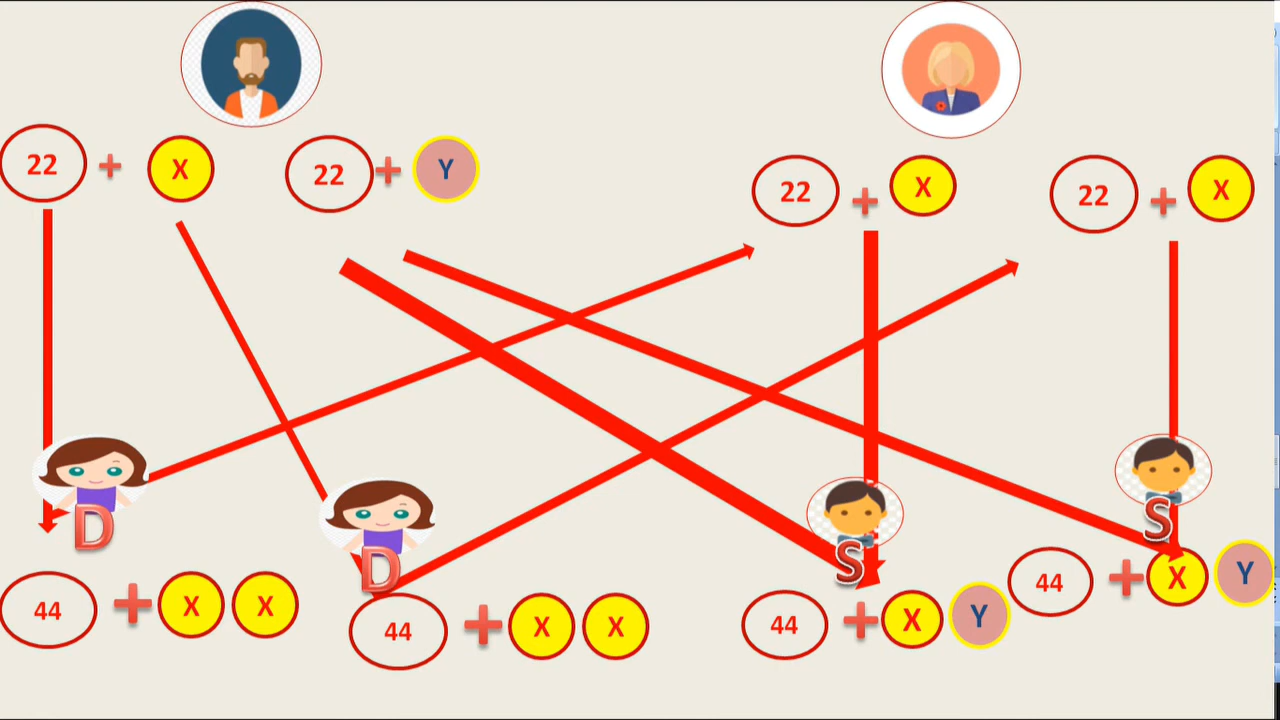 22 + X 22 + Y 22 + X 22 + X
D D S S
44 + X X 44 + X X 44 + X Y 44 + X Y